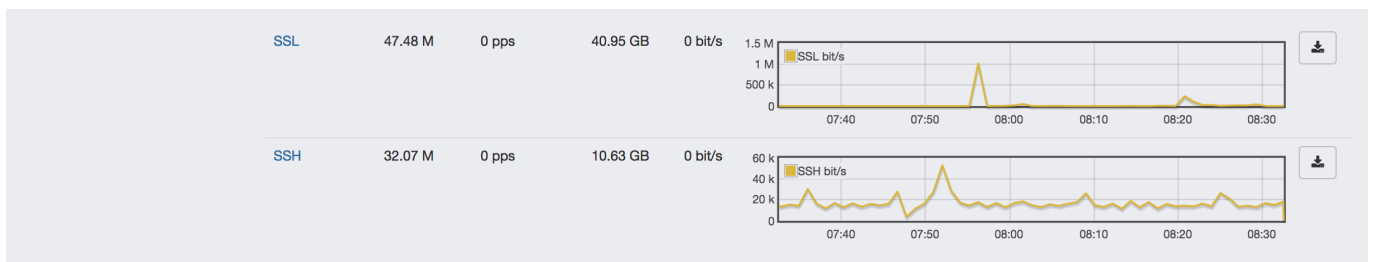 SSL 47.48 M 0 pps 40.95 GB 0 bit/s
1.5 M
SSL bit/s
1 M
500 k
0
07:40 07:50 08:00 08:10 08:20 08:30
SSH 32.07 M 0 pps 10.63 GB 0 bit/s
60 k
SSH bit/s
40 k
20 k
0
07:40 07:50 08:00 08:10 08:20 08:30